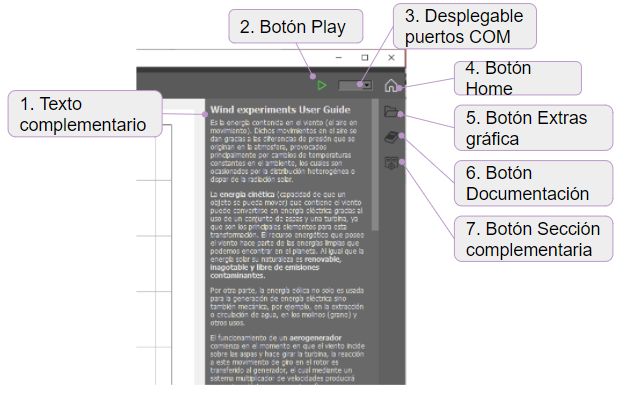 2. Botón Play
3. Desplegable
puertos COM
4. Botón
Home
1. Texto
complementario
5. Botón Extras
gráfica
6. Botón
Documentación
7. Botón Sección
complementaria
Wind experiments User Guide
Es la energía contenida en el viento (el aire en
movimiento). Dichos movimientos en el aire se
dan gracias a las diferencias de presión que se
originan en la atmosfera, provocados
principalmente por cambios de temperaturas
constantes en el ambiente, los cuales son
ocasionados por la distribución heterogénea o
dispar de la radiación solar.
La energía cinética (capacidad de que un
objeto se pueda mover) que contiene el viento
puede convertirse en energía eléctrica gracias al
uso de un conjunto de aspas y una turbina, ya
que son los principales elementos para esta
transformación. El recurso energético que posee
el viento hace parte de las energías limpias que
podemos encontrar en el planeta. Al igual que la
energía solar su naturaleza es renovable,
inagotable y libre de emisiones
contaminantes.
Por otra parte, la energía eólica no solo es usada
para la generación de energía eléctrica sino
también mecánica, por ejemplo, en la extracción
o circulación de agua, en los molinos (grano) y
otros usos.
El funcionamiento de un aerogenerador
comienza en el momento en que el viento incide
sobre las aspas y hace girar la turbina, la reacción
a este movimiento de giro en el rotor es
transferido al generador, el cual mediante un
sistema multiplicador de velocidades producirá